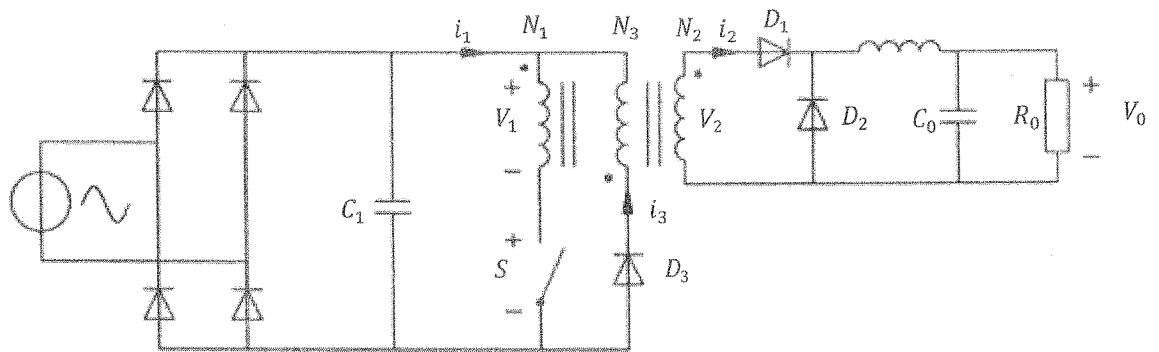 i₁
N₁
N₃
N₂
i₂
D₁
+
V₁
−
V₂
D₂
C₀
R₀
+
V₀
−
C₁
+
S
−
i₃
D₃